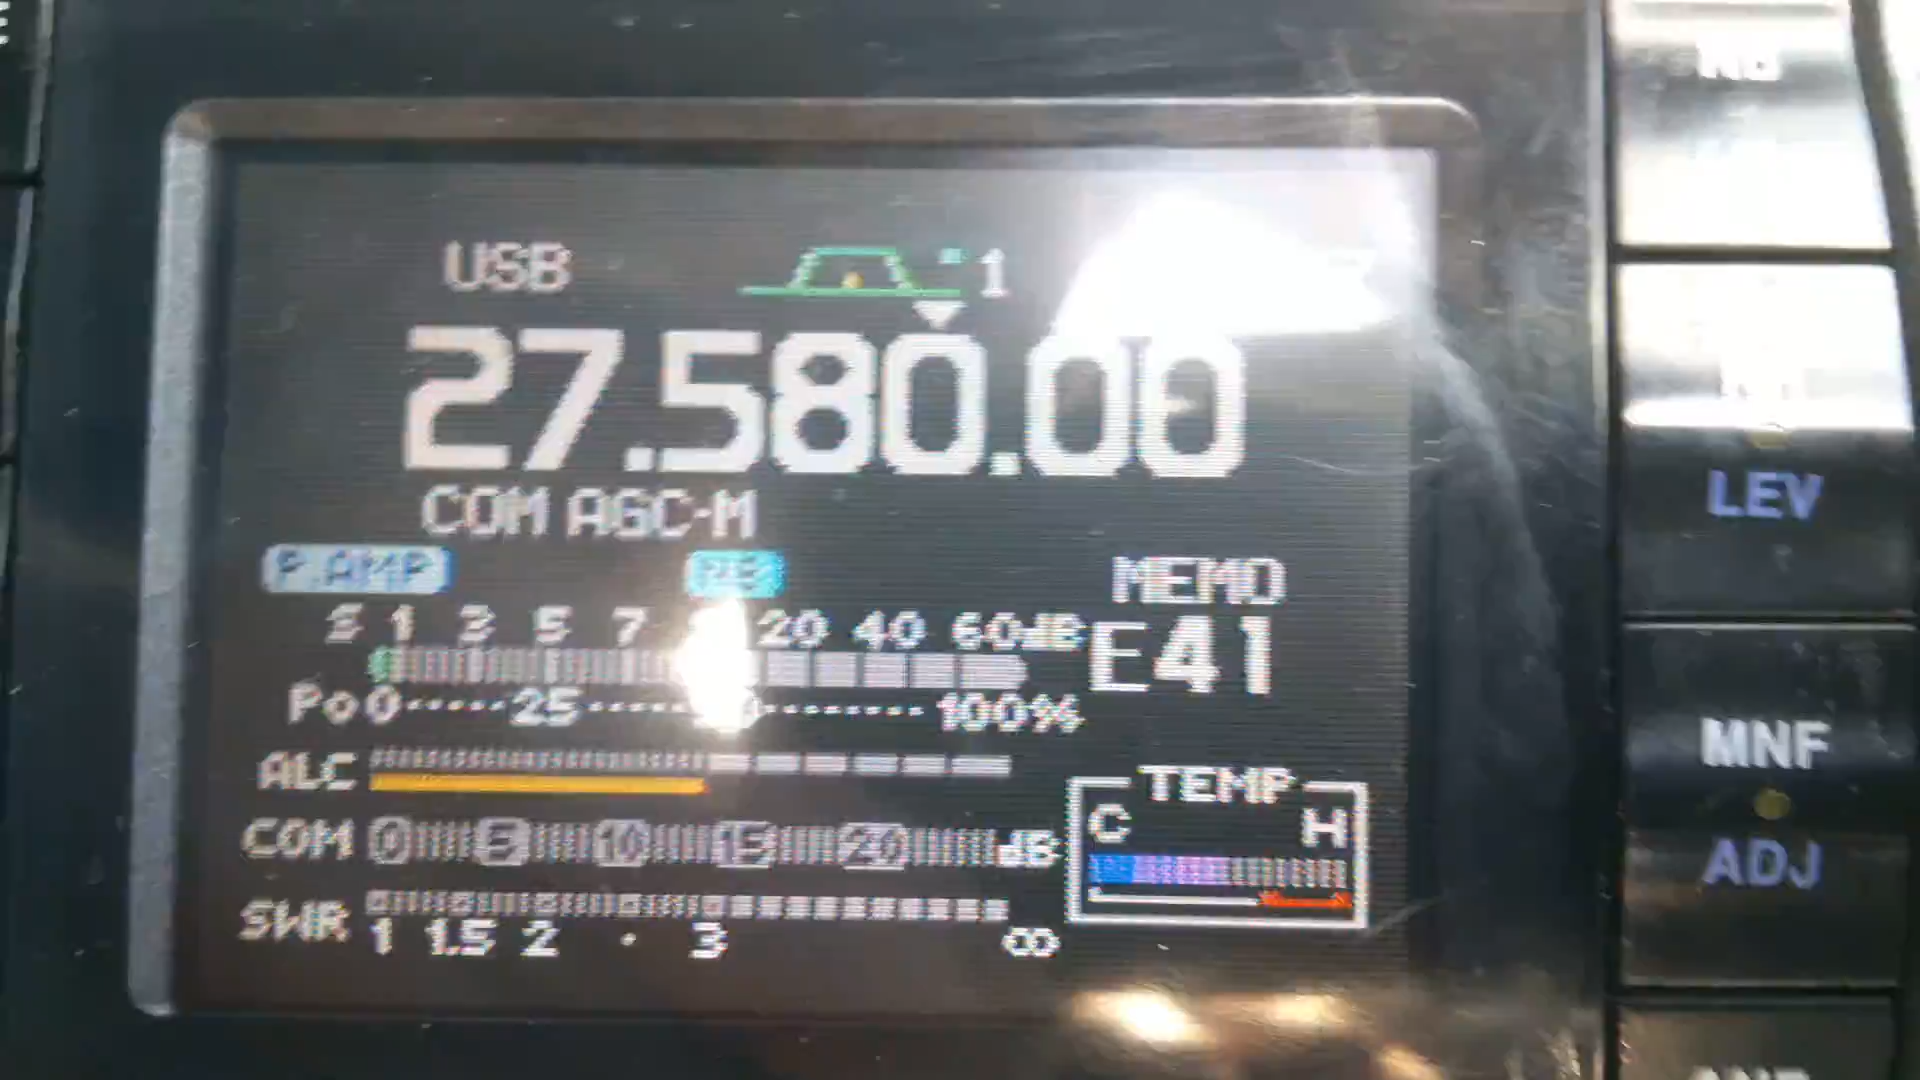 USB 1
27.580.00
COM AGC-M
P.AMP NB
MEMO
S 1 3 5 7 20 40 60dB
E41
Po 0 25 100%
ALC
TEMP
C H
COM 0 5 10 15 20 dB
SWR
1 1.5 2 · 3 ∞
LEV
MNF
ADJ